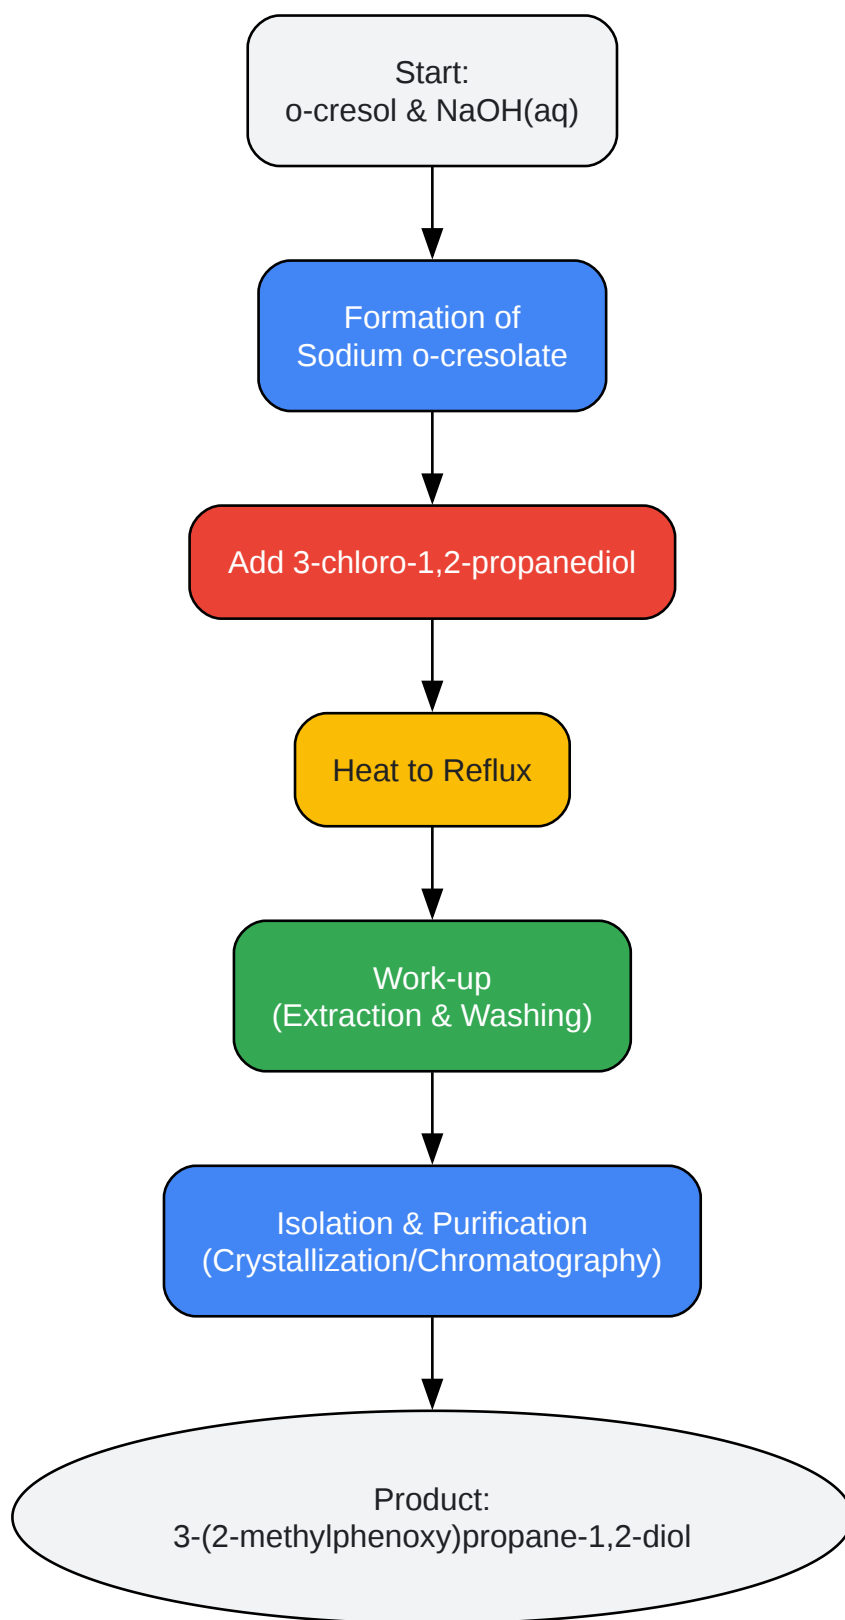 Start:
o-cresol & NaOH(aq)
Formation of
Sodium o-cresolate
Add 3-chloro-1,2-propanediol
Heat to Reflux
Work-up
(Extraction & Washing)
Isolation & Purification
(Crystallization/Chromatography)
Product:
3-(2-methylphenoxy)propane-1,2-diol